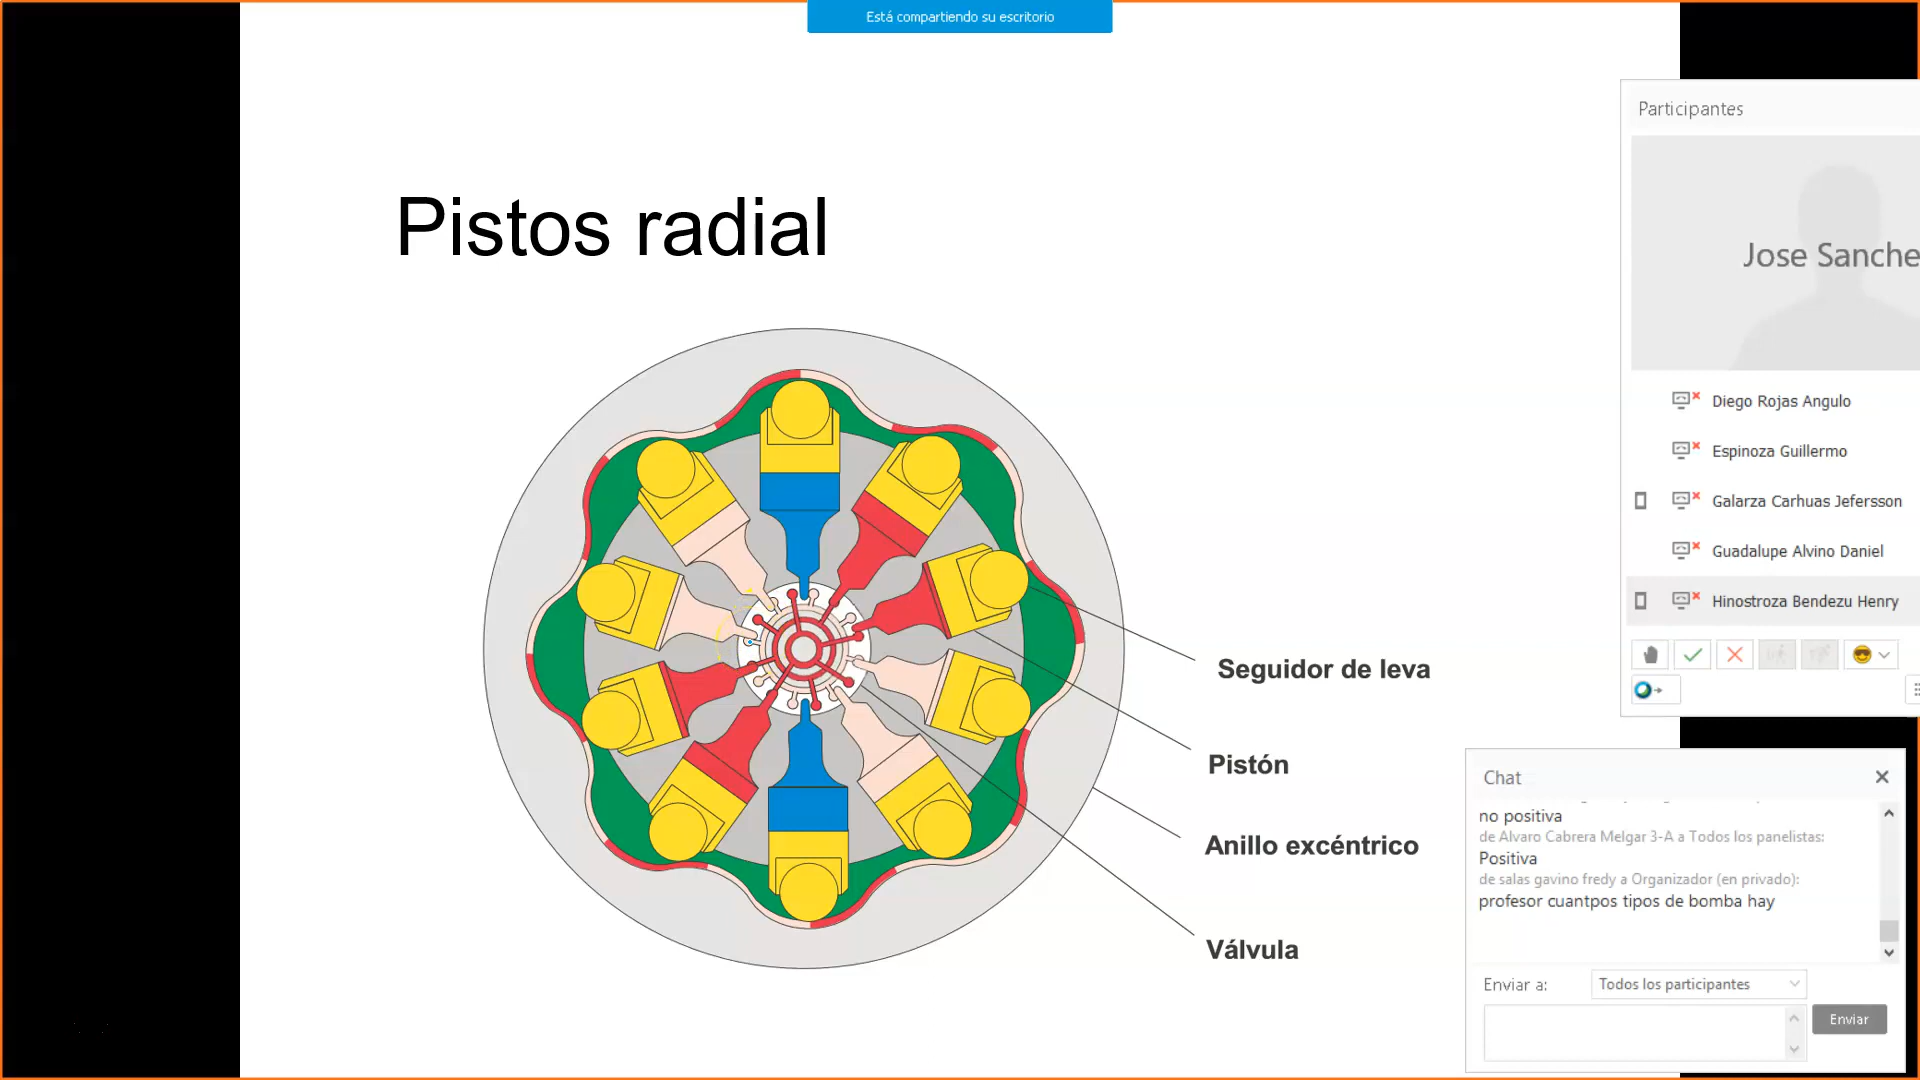 Está compartiendo su escritorio
Pistos radial
Seguidor de leva
Pistón
Anillo excéntrico
Válvula
Participantes
Jose Sanche
Diego Rojas Angulo
Espinoza Guillermo
Galarza Carhuas Jefersson
Guadalupe Alvino Daniel
Hinostroza Bendezu Henry
Chat
no positiva
de Alvaro Cabrera Melgar 3-A a Todos los panelistas:
Positiva
de salas gavino fredy a Organizador (en privado):
profesor cuantpos tipos de bomba hay
Enviar a:
Todos los participantes
Enviar